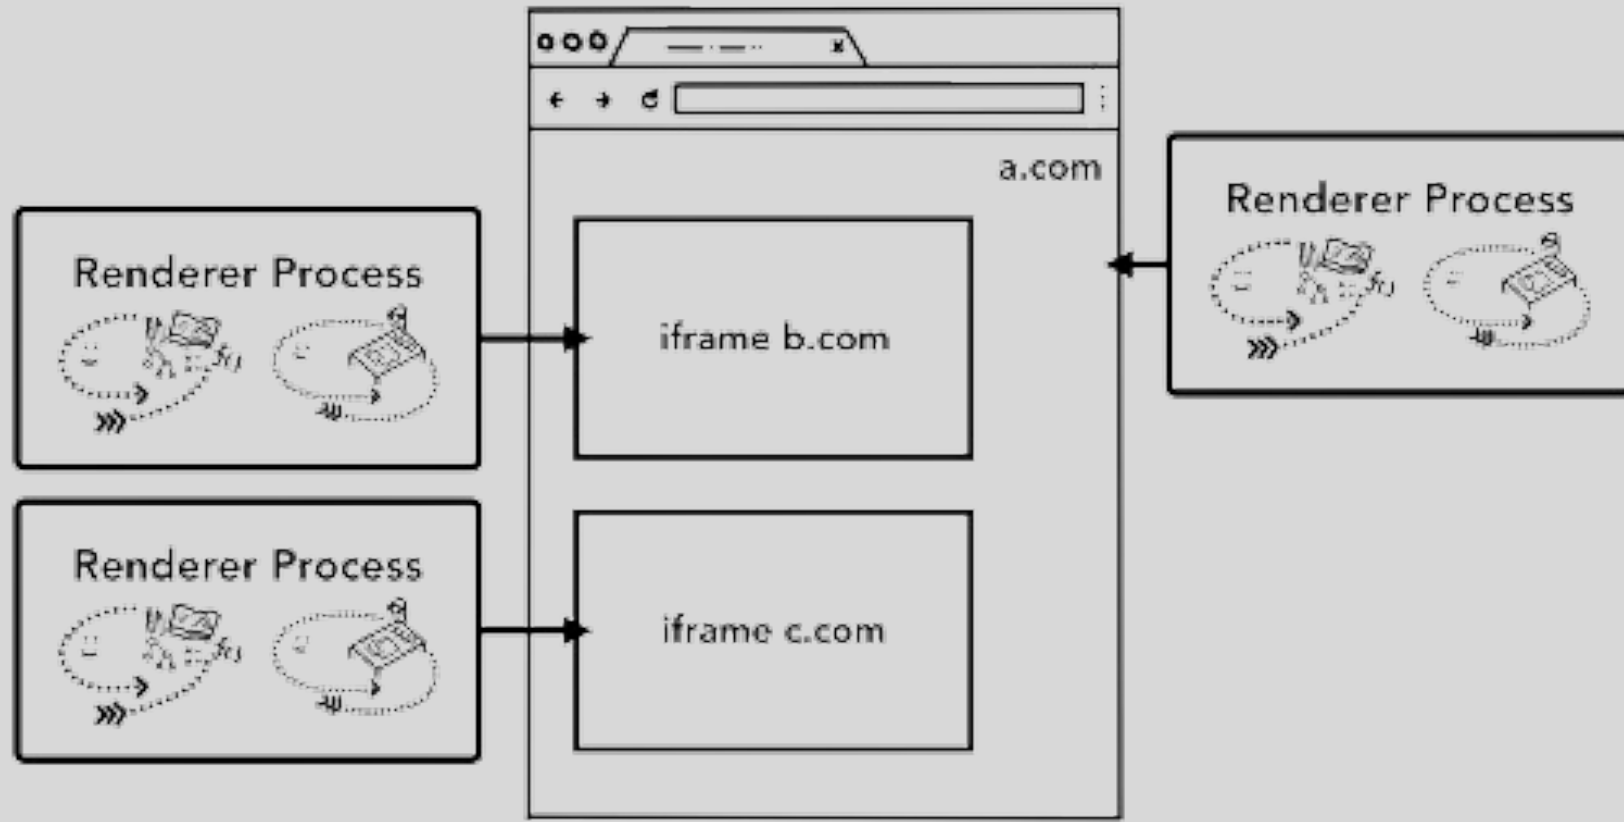 a.com
Renderer Process
Renderer Process
iframe b.com
Renderer Process
iframe c.com